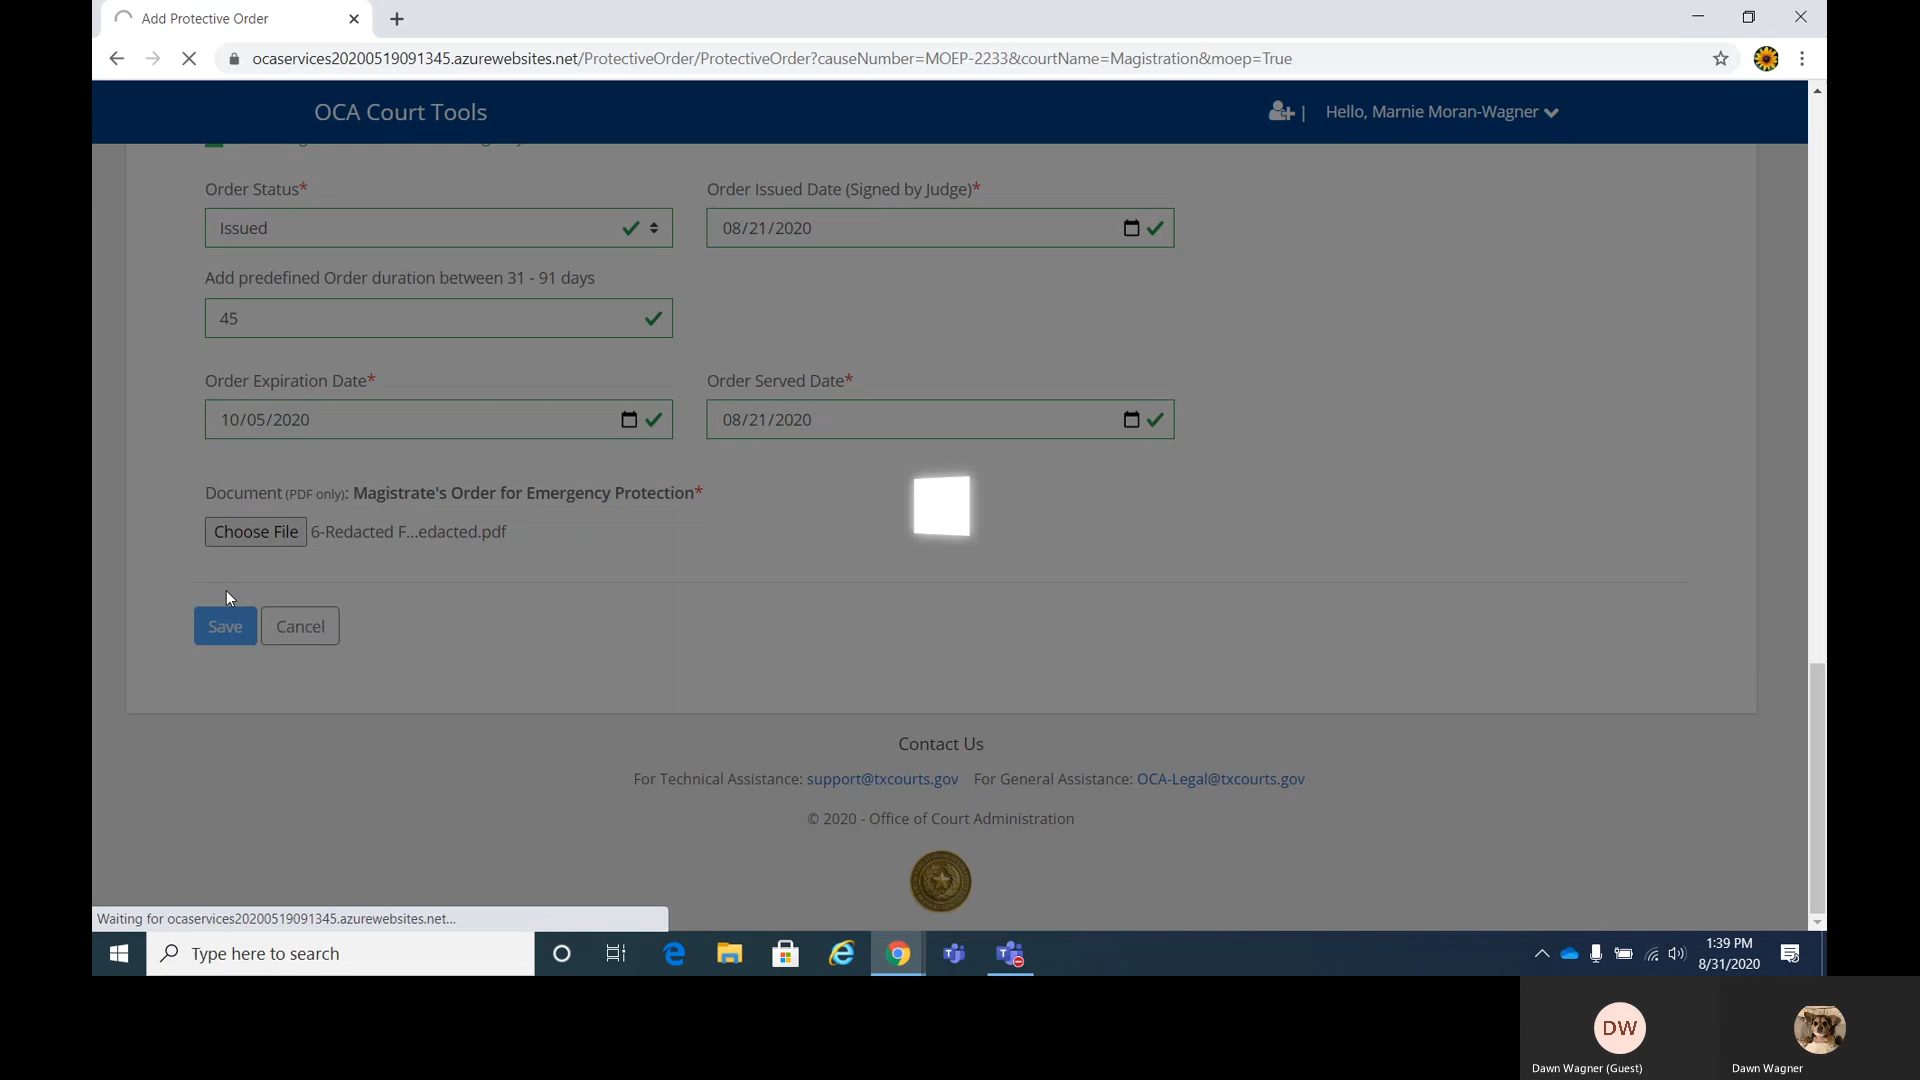 Add Protective Order
ocaservices20200519091345.azurewebsites.net/ProtectiveOrder/ProtectiveOrder?causeNumber=MOEP-2233&courtName=Magistration&moep=True
OCA Court Tools
| Hello, Marnie Moran-Wagner
Order Status* Order Issued Date (Signed by Judge)*
Issued 08/21/2020
Add predefined Order duration between 31 - 91 days
45
Order Expiration Date* Order Served Date*
10/05/2020 08/21/2020
Document (PDF only): Magistrate's Order for Emergency Protection*
Choose File 6-Redacted F...edacted.pdf
Save Cancel
Contact Us
For Technical Assistance: support@txcourts.gov For General Assistance: OCA-Legal@txcourts.gov
© 2020 - Office of Court Administration
Waiting for ocaservices20200519091345.azurewebsites.net...
Type here to search
1:39 PM
8/31/2020
DW
Dawn Wagner (Guest) Dawn Wagner